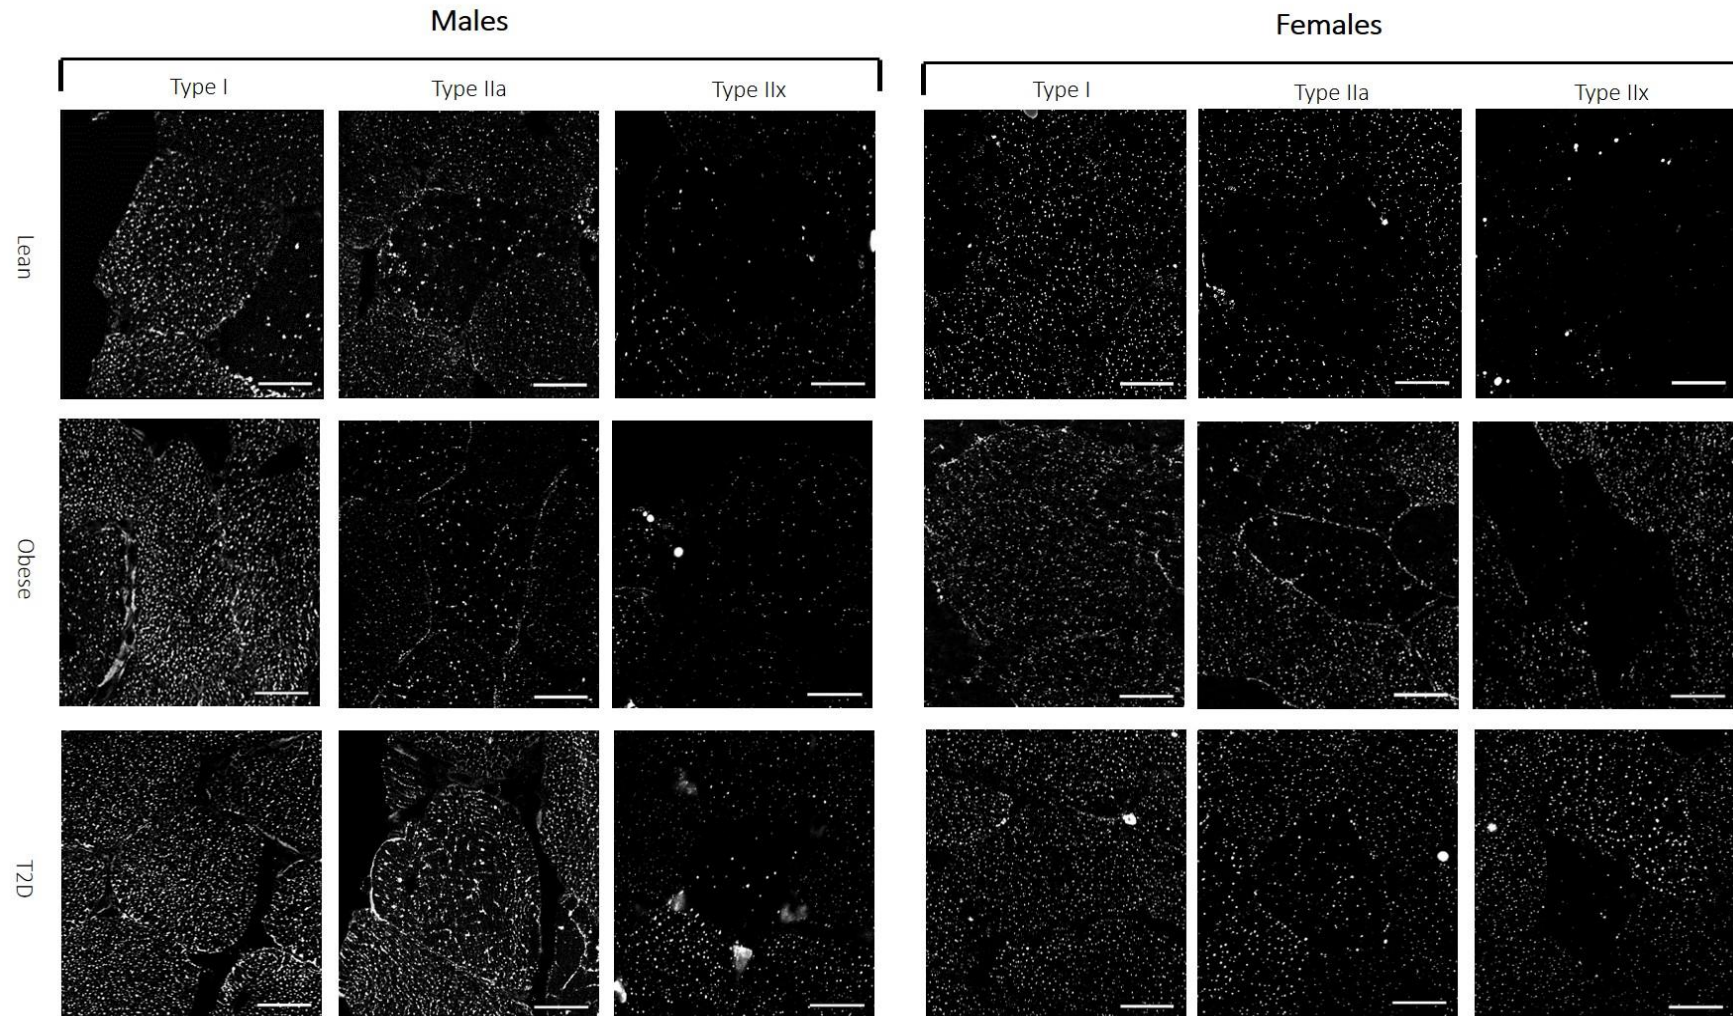 Males
Females
Type I
Type IIa
Type IIx
Type I
Type IIa
Type IIx
Lean
Obese
T2D